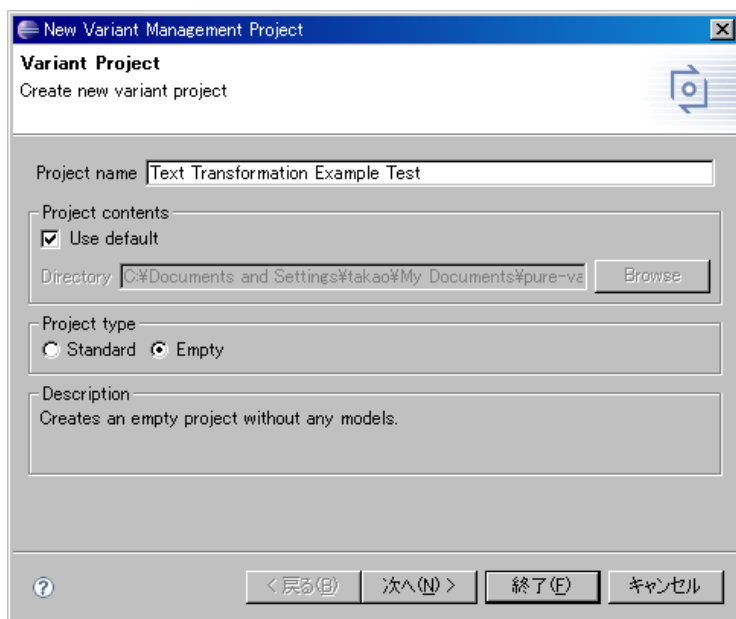 New Variant Management Project
Variant Project
Create new variant project
Project name Text Transformation Example Test
Project contents
Use default
Directory C:¥Documents and Settings¥takao¥My Documents¥pure-va Browse
Project type
Standard Empty
Description
Creates an empty project without any models.
< 戻る(B) 次へ(N) > 終了(F) キャンセル